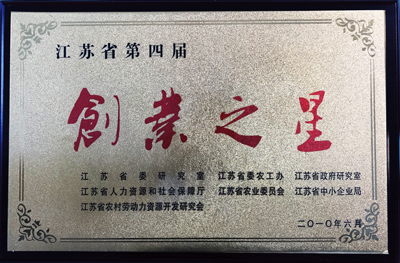 江苏省第四届
創業之星
江苏省委研究室 江苏省委农工办 江苏省政府研究室
江苏省人力资源和社会保障厅 江苏省农业委员会 江苏省中小企业局
江苏省农村劳动力资源开发研究会
二〇一〇年六月